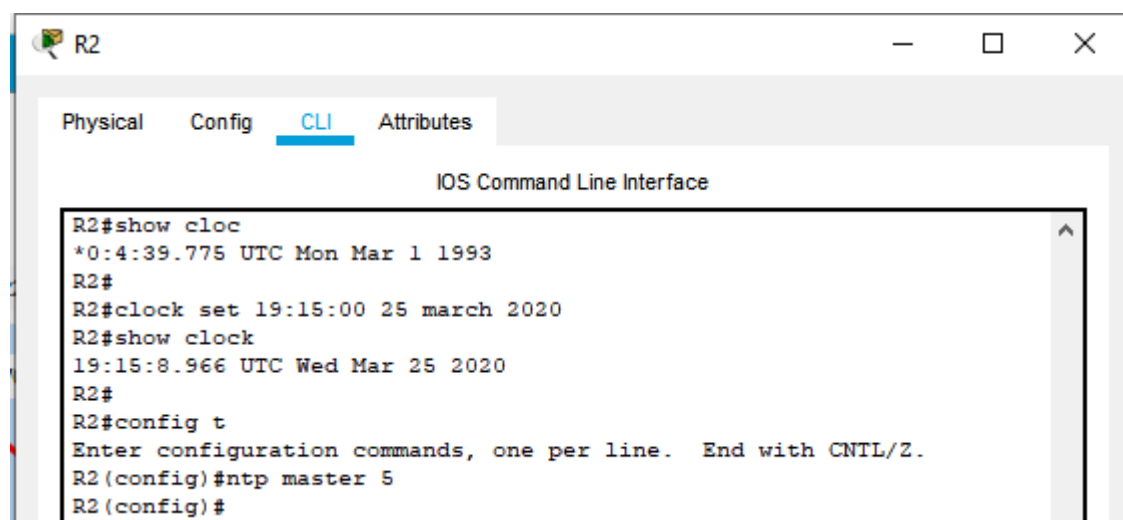 R2
Physical Config CLI Attributes
IOS Command Line Interface
R2#show cloc
*0:4:39.775 UTC Mon Mar 1 1993
R2#
R2#clock set 19:15:00 25 march 2020
R2#show clock
19:15:8.966 UTC Wed Mar 25 2020
R2#
R2#config t
Enter configuration commands, one per line.  End with CNTL/Z.
R2(config)#ntp master 5
R2(config)#